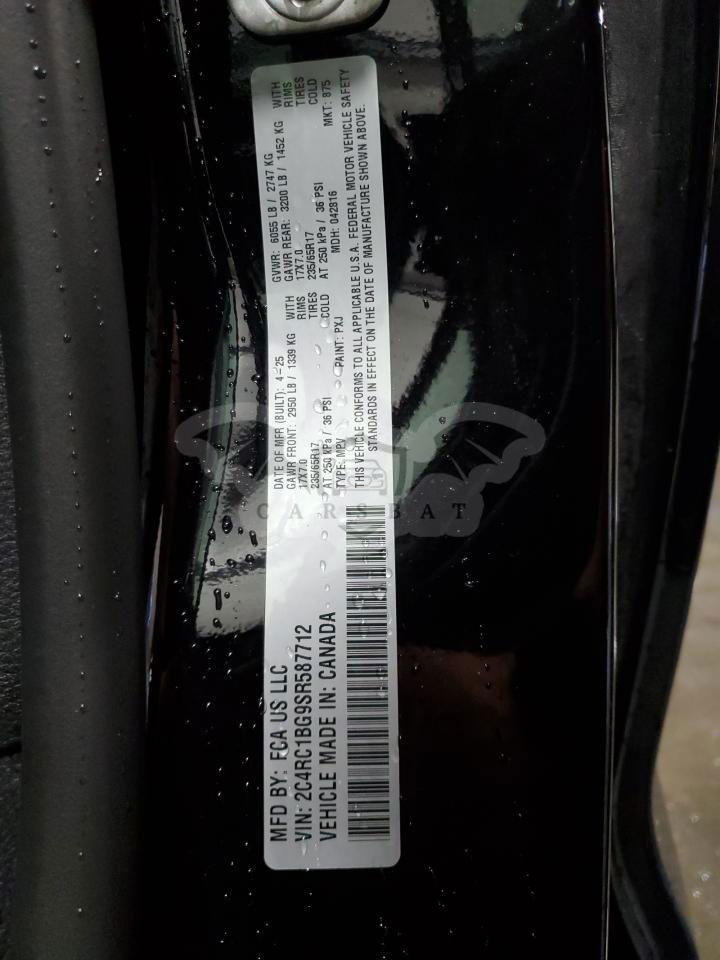 MFD BY: FCA US LLC
VIN: 2C4RC1BG9SR587712
VEHICLE MADE IN: CANADA
DATE OF MFR (BUILT): 4-25
GVWR: 6055 LB / 2747 KG
GAWR FRONT: 2950 LB / 1339 KG WITH
17X7.0 RIMS
235/65R17 TIRES
AT 250 kPa / 36 PSI COLD
GAWR REAR: 3200 LB / 1452 KG WITH
17X7.0 RIMS
235/65R17 TIRES
AT 250 kPa / 36 PSI COLD
TYPE: MPV PAINT: PXJ MDH: 042816 MKT: 875
THIS VEHICLE CONFORMS TO ALL APPLICABLE U.S.A. FEDERAL MOTOR VEHICLE SAFETY
STANDARDS IN EFFECT ON THE DATE OF MANUFACTURE SHOWN ABOVE.
CARSBAT